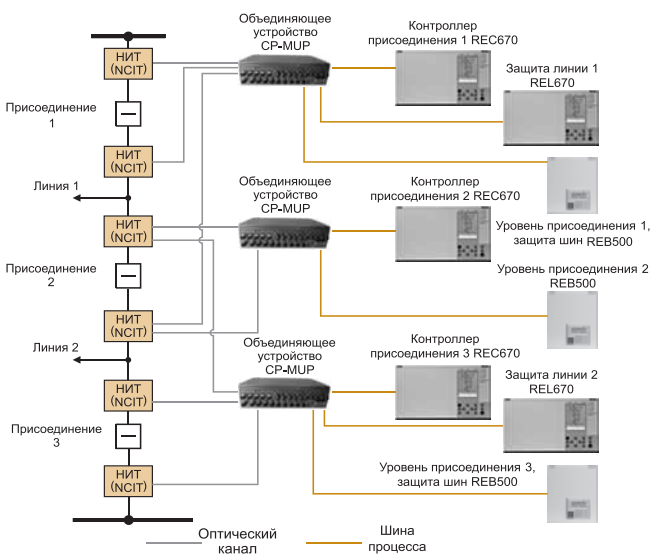 Объединяющее
устройство
CP-MUP
Контроллер
присоединения 1 REC670
Защита линии 1
REL670
НИТ
(NCIT)
Присоединение
1
НИТ
(NCIT)
Линия 1
Объединяющее
устройство
CP-MUP
Контроллер
присоединения 2 REC670
Уровень присоединения 1,
защита шин REB500
НИТ
(NCIT)
Присоединение
2
Уровень присоединения 2
REB500
НИТ
(NCIT)
Линия 2
Объединяющее
устройство
CP-MUP
Контроллер
присоединения 3 REC670
Защита линии 2
REL670
НИТ
(NCIT)
Присоединение
3
НИТ
(NCIT)
Уровень присоединения 3,
защита шин REB500
Оптический
канал
Шина
процесса